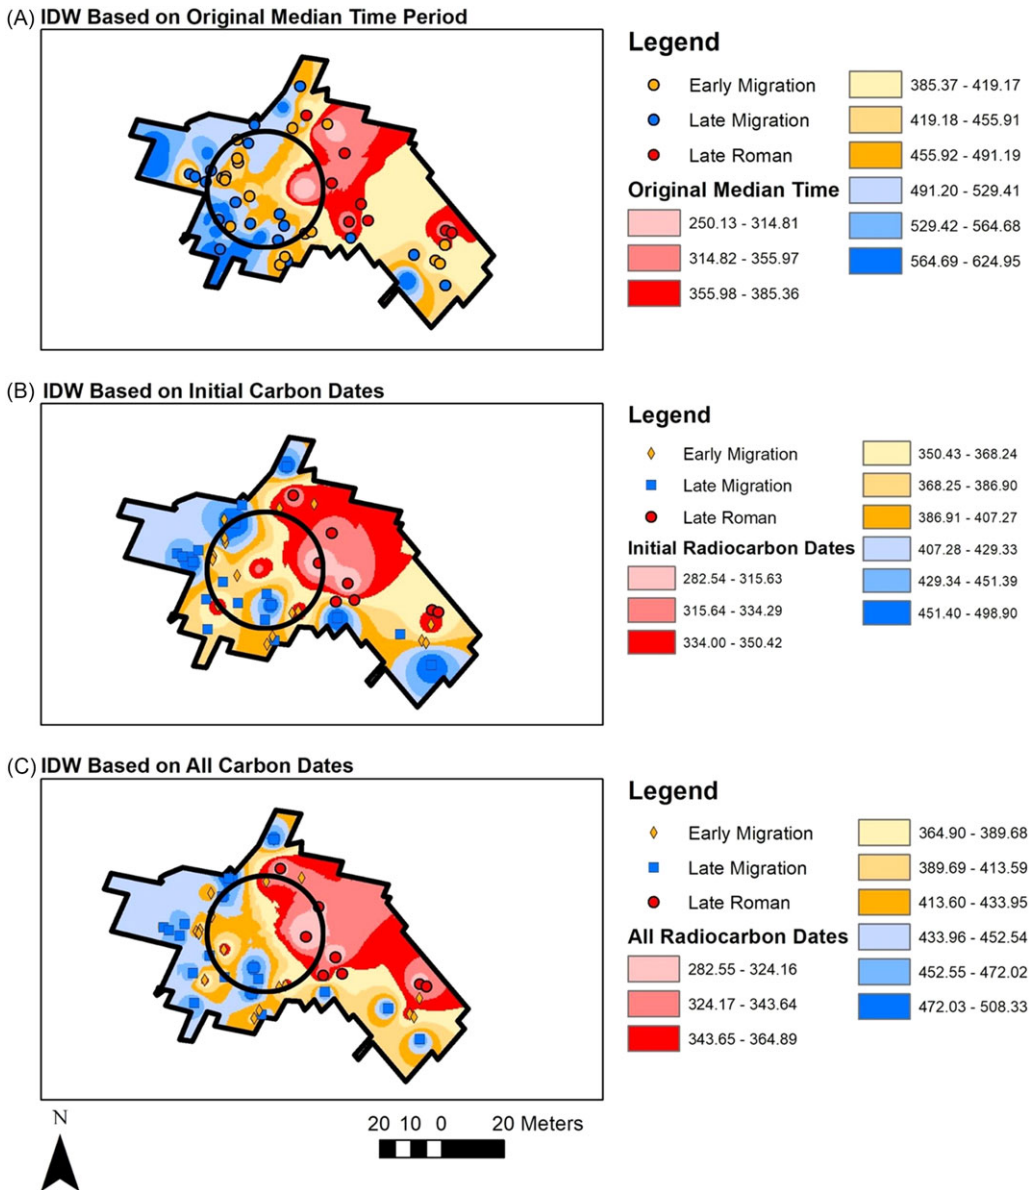 (A) IDW Based on Original Median Time Period
Legend
Early Migration
Late Migration
Late Roman
Original Median Time
250.13 - 314.81
314.82 - 355.97
355.98 - 385.36
385.37 - 419.17
419.18 - 455.91
455.92 - 491.19
491.20 - 529.41
529.42 - 564.68
564.69 - 624.95
(B) IDW Based on Initial Carbon Dates
Legend
Early Migration
Late Migration
Late Roman
Initial Radiocarbon Dates
282.54 - 315.63
315.64 - 334.29
334.00 - 350.42
350.43 - 368.24
368.25 - 386.90
386.91 - 407.27
407.28 - 429.33
429.34 - 451.39
451.40 - 498.90
(C) IDW Based on All Carbon Dates
Legend
Early Migration
Late Migration
Late Roman
All Radiocarbon Dates
282.55 - 324.16
324.17 - 343.64
343.65 - 364.89
364.90 - 389.68
389.69 - 413.59
413.60 - 433.95
433.96 - 452.54
452.55 - 472.02
472.03 - 508.33
N
20 10 0 20 Meters